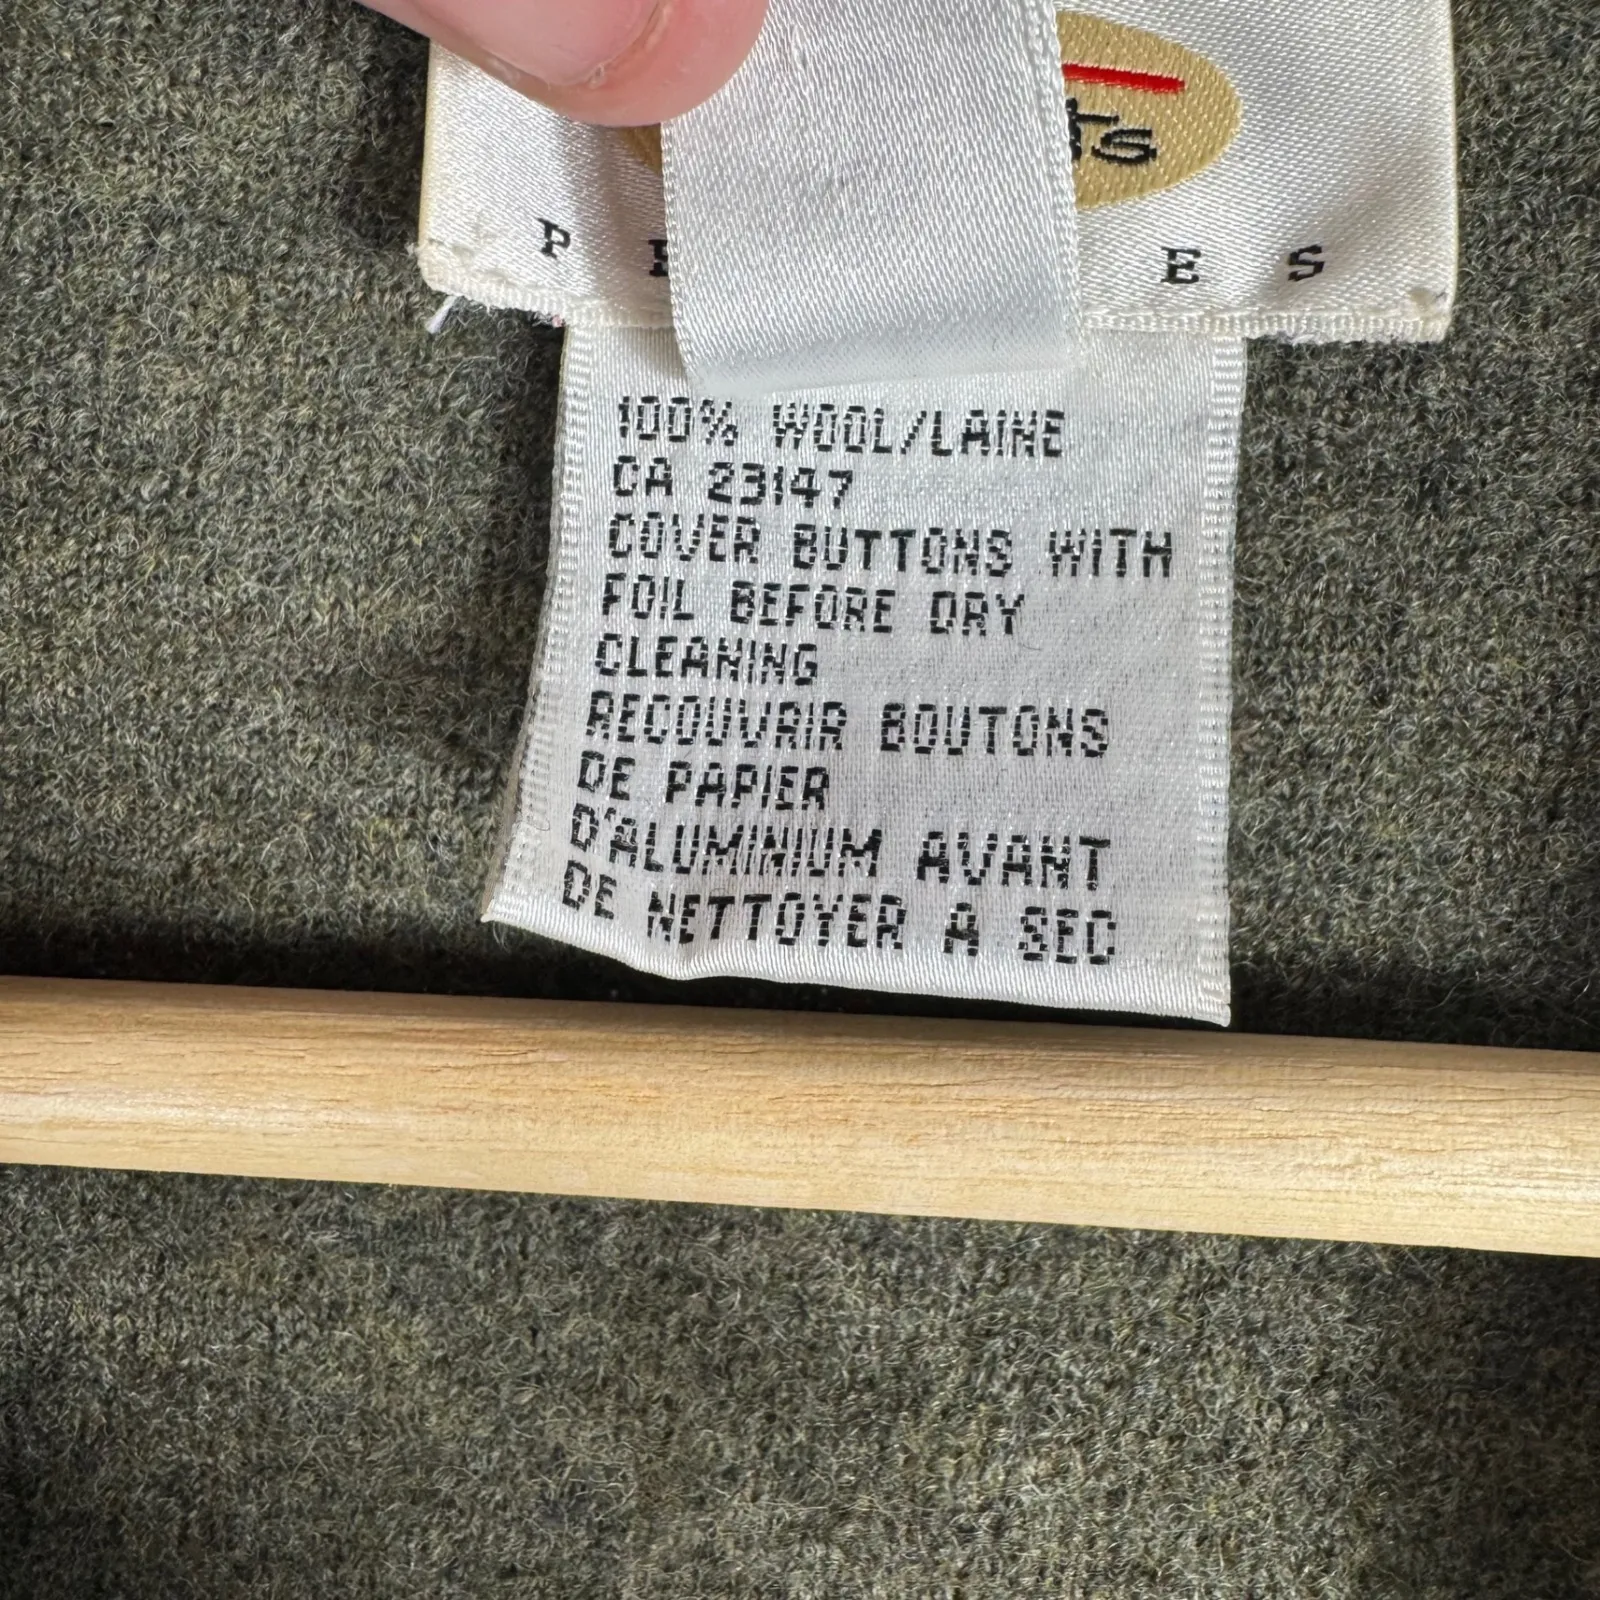 ts
P E E S
100% WOOL/LAINE
CA 23147
COVER BUTTONS WITH
FOIL BEFORE DRY
CLEANING
RECOUVRIR BOUTONS
DE PAPIER
D'ALUMINIUM AVANT
DE NETTOYER A SEC